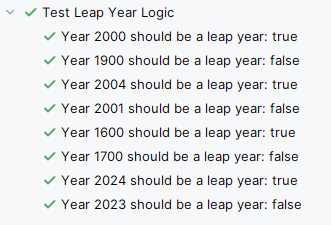 Test Leap Year Logic
Year 2000 should be a leap year: true
Year 1900 should be a leap year: false
Year 2004 should be a leap year: true
Year 2001 should be a leap year: false
Year 1600 should be a leap year: true
Year 1700 should be a leap year: false
Year 2024 should be a leap year: true
Year 2023 should be a leap year: false